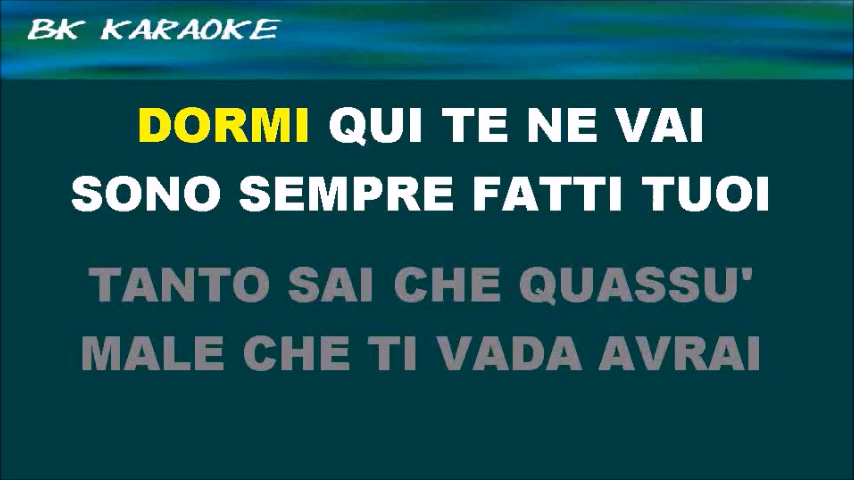 BK KARAOKE
DORMI QUI TE NE VAI
SONO SEMPRE FATTI TUOI
TANTO SAI CHE QUASSU'
MALE CHE TI VADA AVRAI